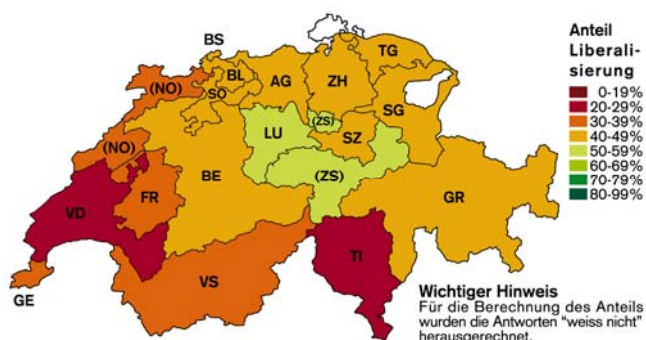 BS
TG
(NO)
BL
AG
ZH
SO
SG
(ZS)
LU
SZ
(NO)
BE
(ZS)
FR
GR
VD
TI
VS
GE
Anteil
Liberali-
sierung
0-19%
20-29%
30-39%
40-49%
50-59%
60-69%
70-79%
80-99%
Wichtiger Hinweis
Für die Berechnung des Anteils
wurden die Antworten "weiss nicht"
herausgerechnet.